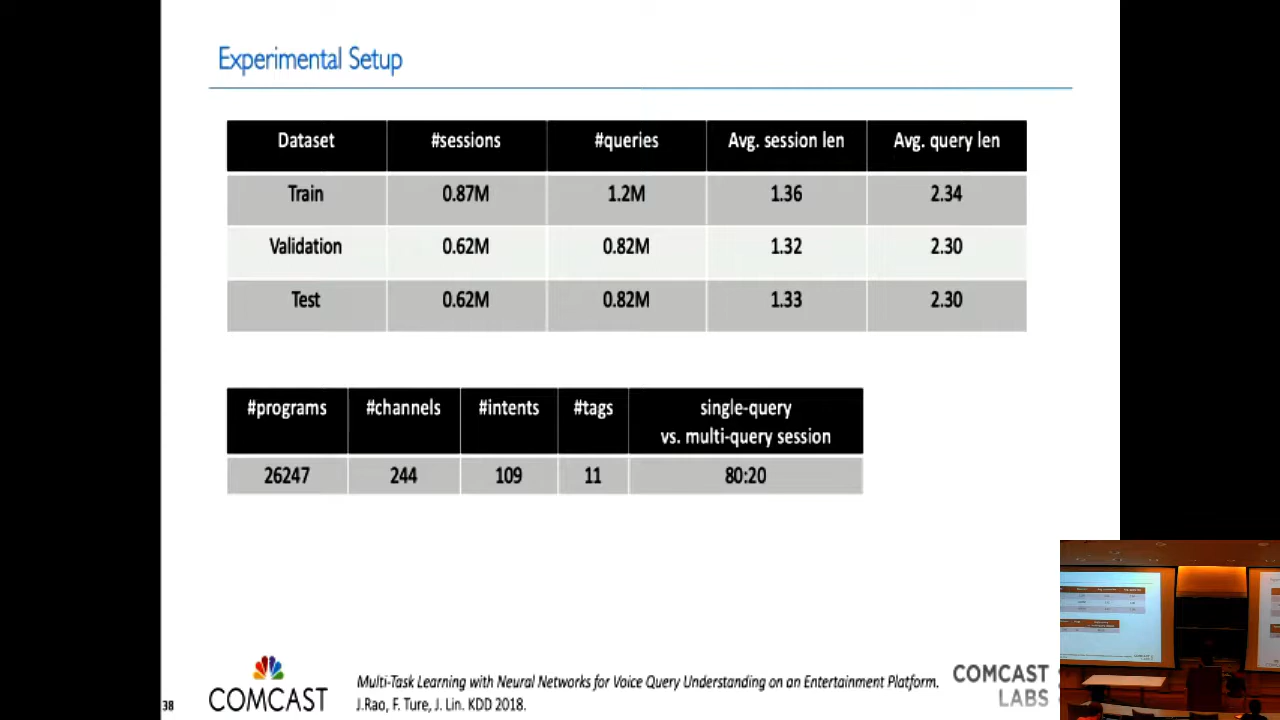 Experimental Setup
Dataset #sessions #queries Avg. session len Avg. query len
Train 0.87M 1.2M 1.36 2.34
Validation 0.62M 0.82M 1.32 2.30
Test 0.62M 0.82M 1.33 2.30
#programs #channels #intents #tags single-query
vs. multi-query session
26247 244 109 11 80:20
38
COMCAST
Multi-Task Learning with Neural Networks for Voice Query Understanding on an Entertainment Platform.
J.Rao, F. Ture, J. Lin. KDD 2018.
COMCAST
LABS